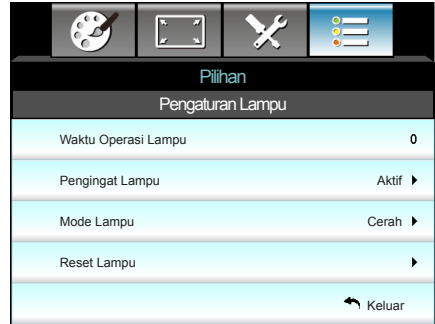 Pilihan
Pengaturan Lampu
Waktu Operasi Lampu 0
Pengingat Lampu Aktif
Mode Lampu Cerah
Reset Lampu
Keluar